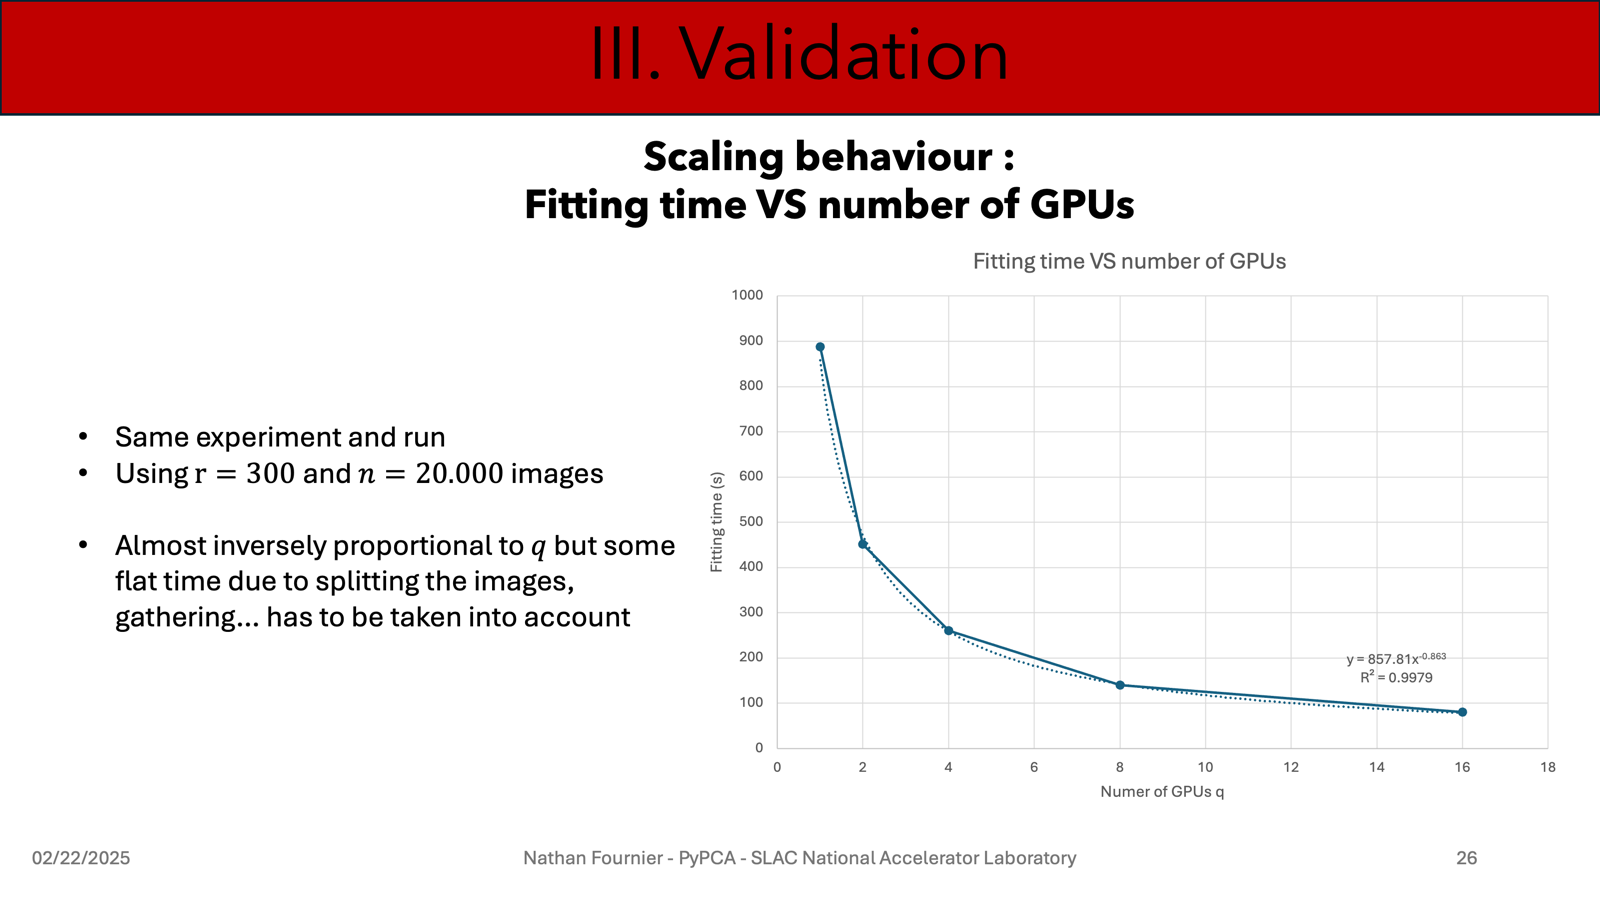 III. Validation
Scaling behaviour :
Fitting time VS number of GPUs
• Same experiment and run
• Using r = 300 and n = 20.000 images
• Almost inversely proportional to q but some
flat time due to splitting the images,
gathering... has to be taken into account
Fitting time VS number of GPUs
Fitting time (s)
1000
900
800
700
600
500
400
300
200
100
0
y = 857.81x^-0.863
R² = 0.9979
0 2 4 6 8 10 12 14 16 18
Numer of GPUs q
02/22/2025
Nathan Fournier - PyPCA - SLAC National Accelerator Laboratory
26